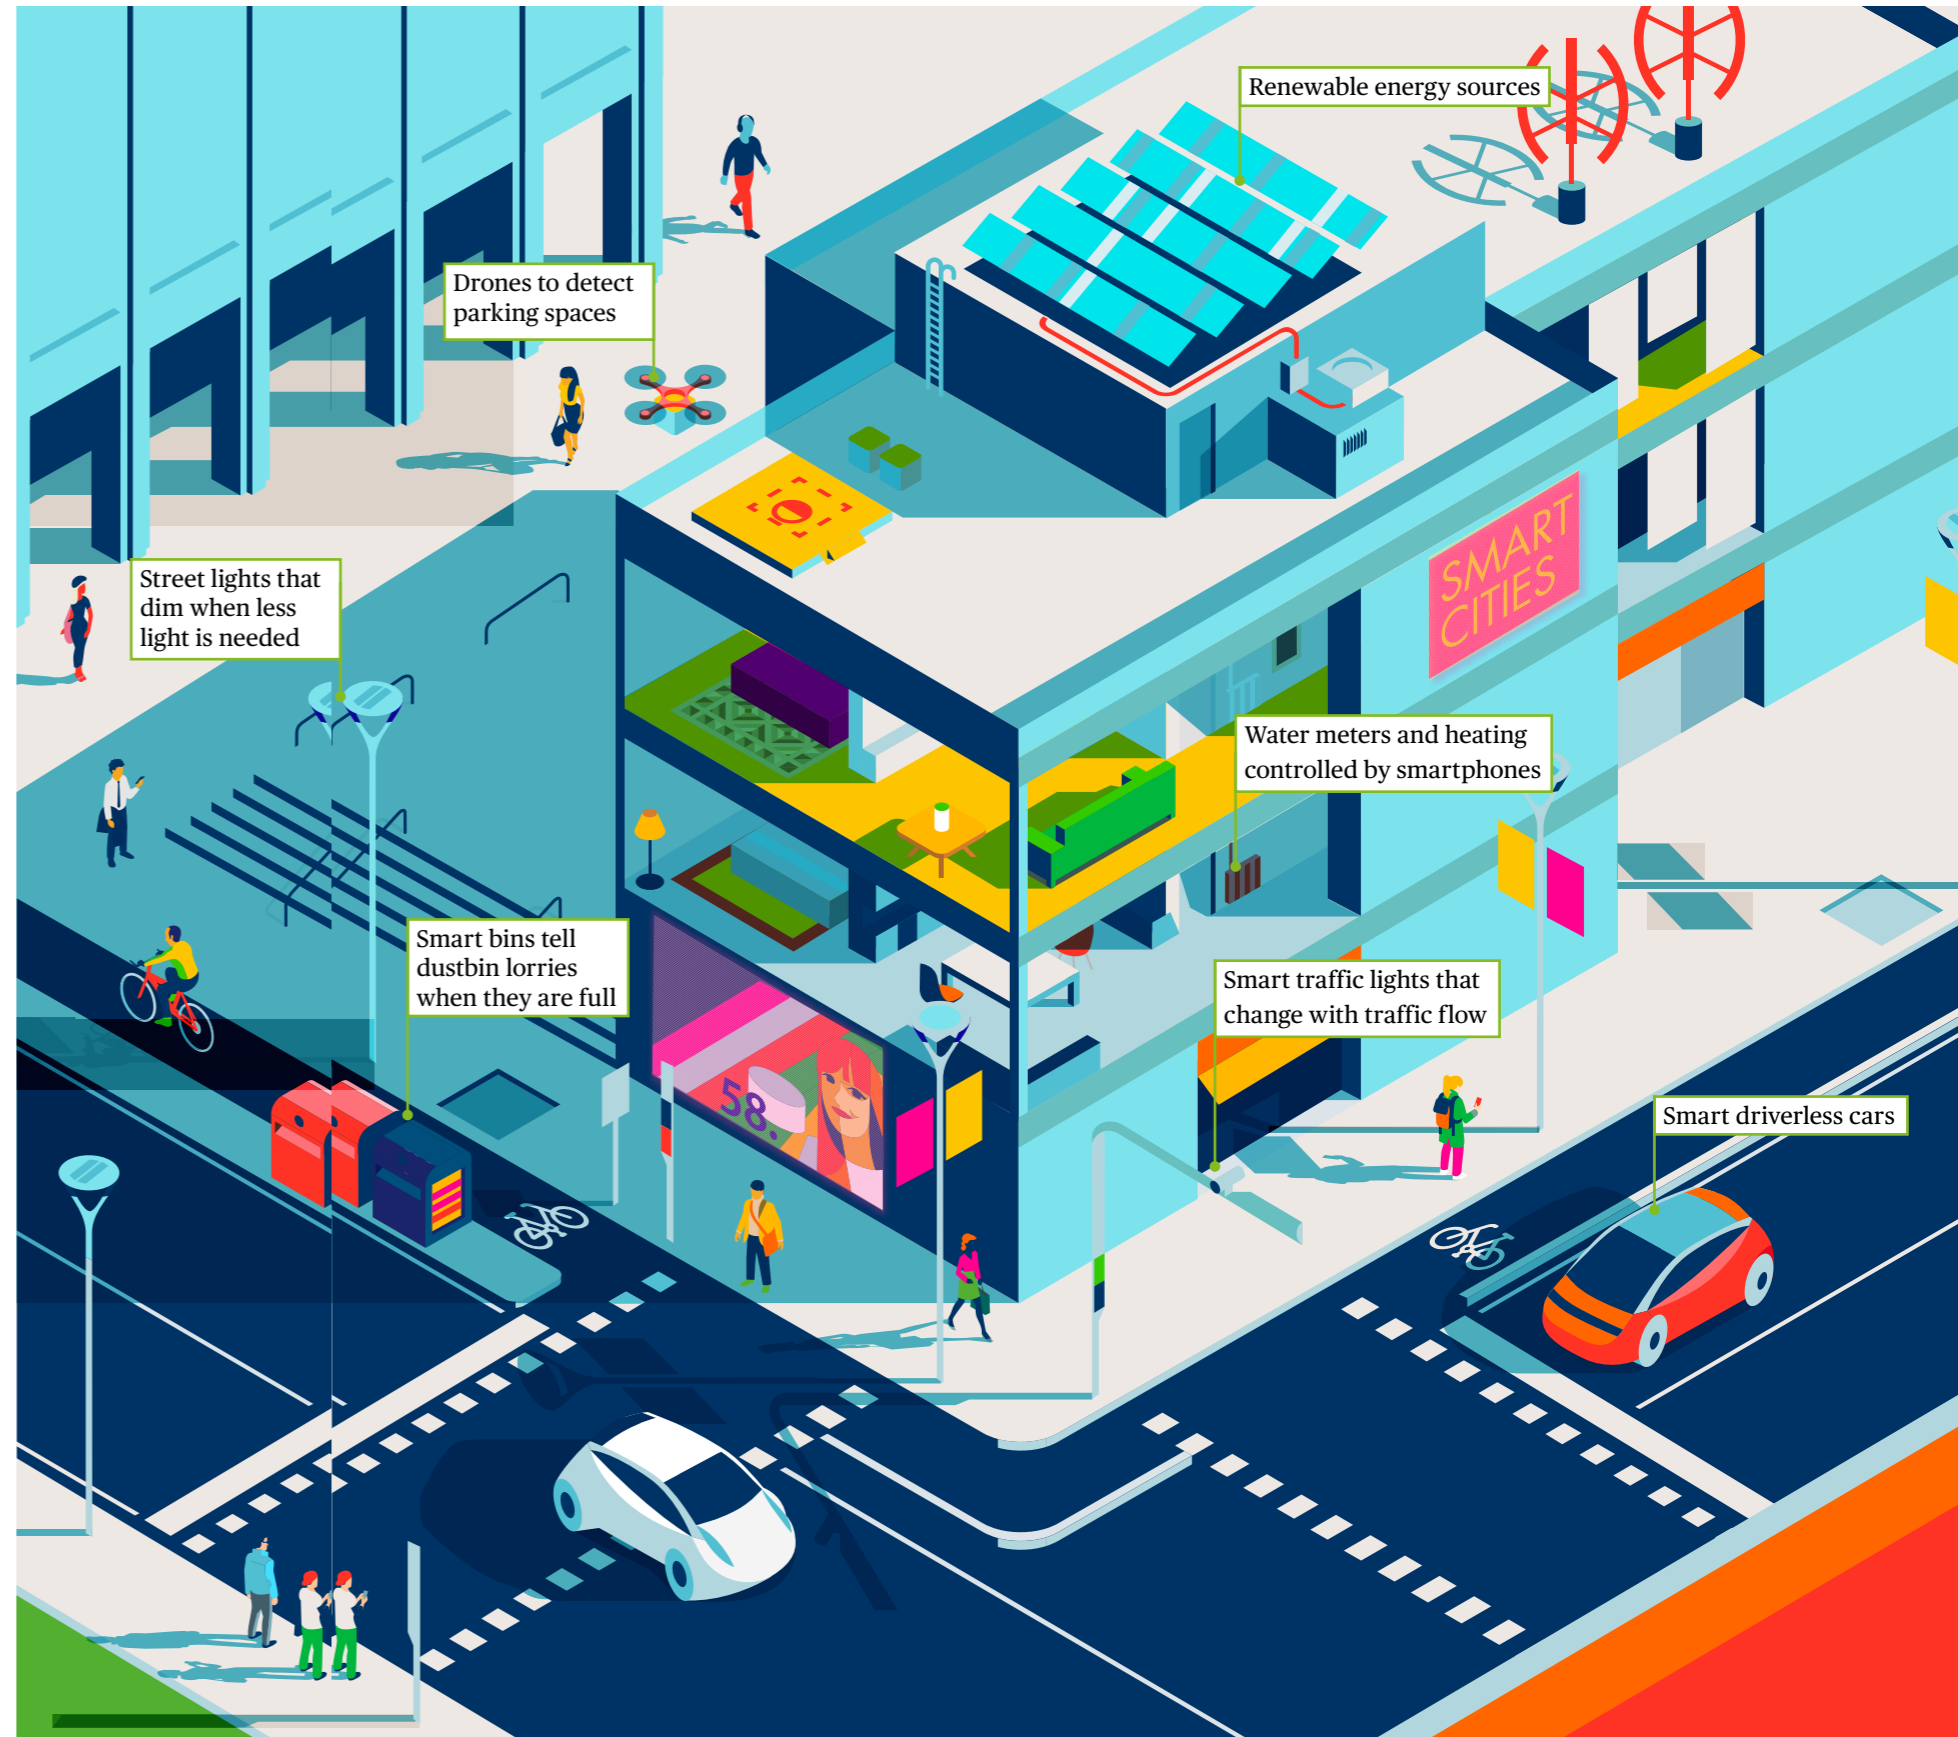 Renewable energy sources
Drones to detect
parking spaces
SMART
CITIES
Street lights that
dim when less
light is needed
Water meters and heating
controlled by smartphones
Smart bins tell
dustbin lorries
when they are full
Smart traffic lights that
change with traffic flow
58.
Smart driverless cars